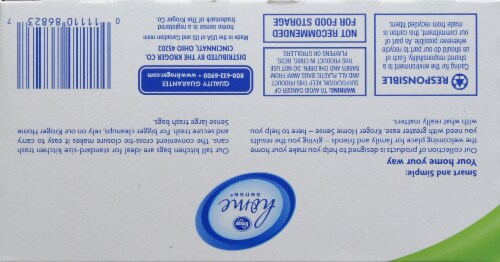 Kroger
home
sense®
Smart and Simple:
Your home your way
Our collection of products is designed to help you make your home
the welcoming place for family and friends – giving you the results
you need with greater ease. Kroger Home Sense – here to help you
with what really matters.
Our tall kitchen bags are ideal for standard-size kitchen trash
cans. The convenient cross-tie closure makes it easy to carry
and secure trash. For bigger cleanups, rely on our Kroger Home
Sense large trash bags.
RESPONSIBLE
Caring for the environment is a
shared responsibility. Each of
us should do our part to recycle
whenever possible. As part of
our commitment, this carton is
made from recycled fibers.
WARNING: TO AVOID DANGER OF
SUFFOCATION, KEEP THIS BAG
AND ALL PLASTIC BAGS AWAY FROM
BABIES AND CHILDREN. DO NOT USE
THIS PRODUCT IN CRIBS, BEDS,
PLAYPENS OR STROLLERS.
NOT RECOMMENDED
FOR FOOD STORAGE
QUALITY GUARANTEE
800-632-6900 • www.kroger.com
DISTRIBUTED BY THE KROGER CO.
CINCINNATI, OHIO 45202
Made in the USA of US and Canadian resin
home sense is a registered
trademark of The Kroger Co.
0 11110 86823 7